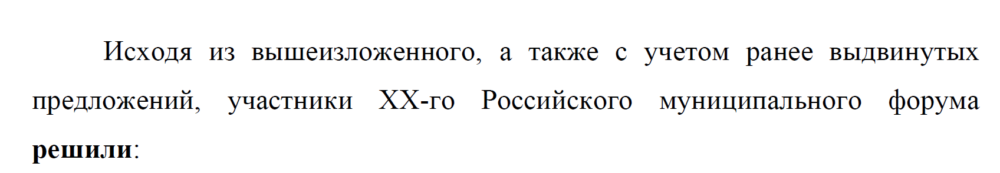 Исходя из вышеизложенного, а также с учетом ранее выдвинутых
предложений, участники XX-го Российского муниципального форума
решили: